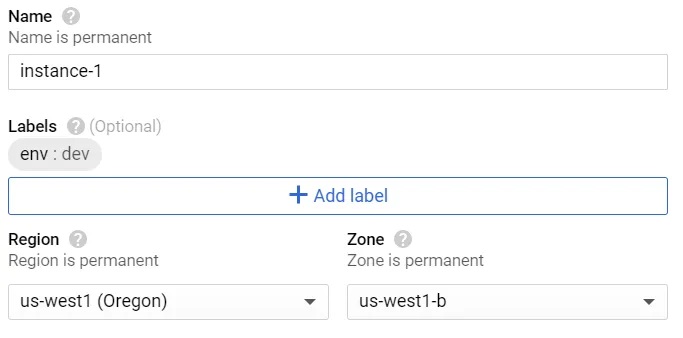 Name ?
Name is permanent
instance-1
Labels ? (Optional)
env : dev
+ Add label
Region ? Zone ?
Region is permanent Zone is permanent
us-west1 (Oregon) us-west1-b